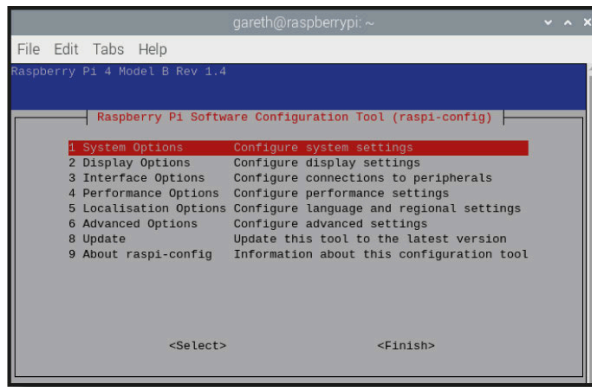 gareth@raspberrypi: ~
File Edit Tabs Help
Raspberry Pi 4 Model B Rev 1.4
Raspberry Pi Software Configuration Tool (raspi-config)
1 System Options Configure system settings
2 Display Options Configure display settings
3 Interface Options Configure connections to peripherals
4 Performance Options Configure performance settings
5 Localisation Options Configure language and regional settings
6 Advanced Options Configure advanced settings
8 Update Update this tool to the latest version
9 About raspi-config Information about this configuration tool
<Select> <Finish>